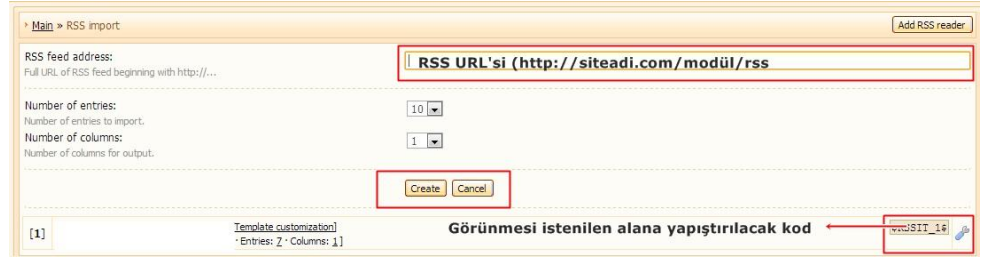 Main » RSS import
Add RSS reader
RSS feed address:
Full URL of RSS feed beginning with http://...
RSS URL'si (http://siteadi.com/modül/rss
Number of entries:
Number of entries to import.
10
Number of columns:
Number of columns for output.
1
Create Cancel
[1]
Template customization]
· Entries: 7 · Columns: 1 ]
Görünmesi istenilen alana yapıştırılacak kod